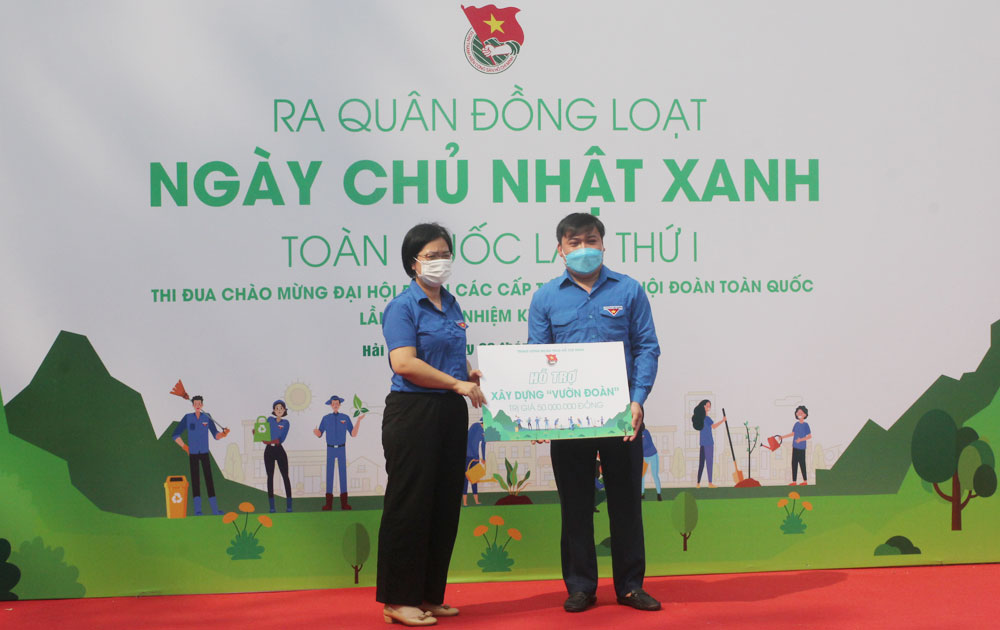 RA QUÂN ĐỒNG LOẠT
NGÀY CHỦ NHẬT XANH
TOÀN QUỐC THỨ I
THI ĐUA CHÀO MỪNG ĐẠI HỘI CÁC CẤP HỘI ĐOÀN TOÀN QUỐC
LẦN NHIỆM
Hải
HỖ TRỢ
XÂY DỰNG "VƯỜN ĐOÀN"
TRỊ GIÁ 50.000.000 ĐỒNG